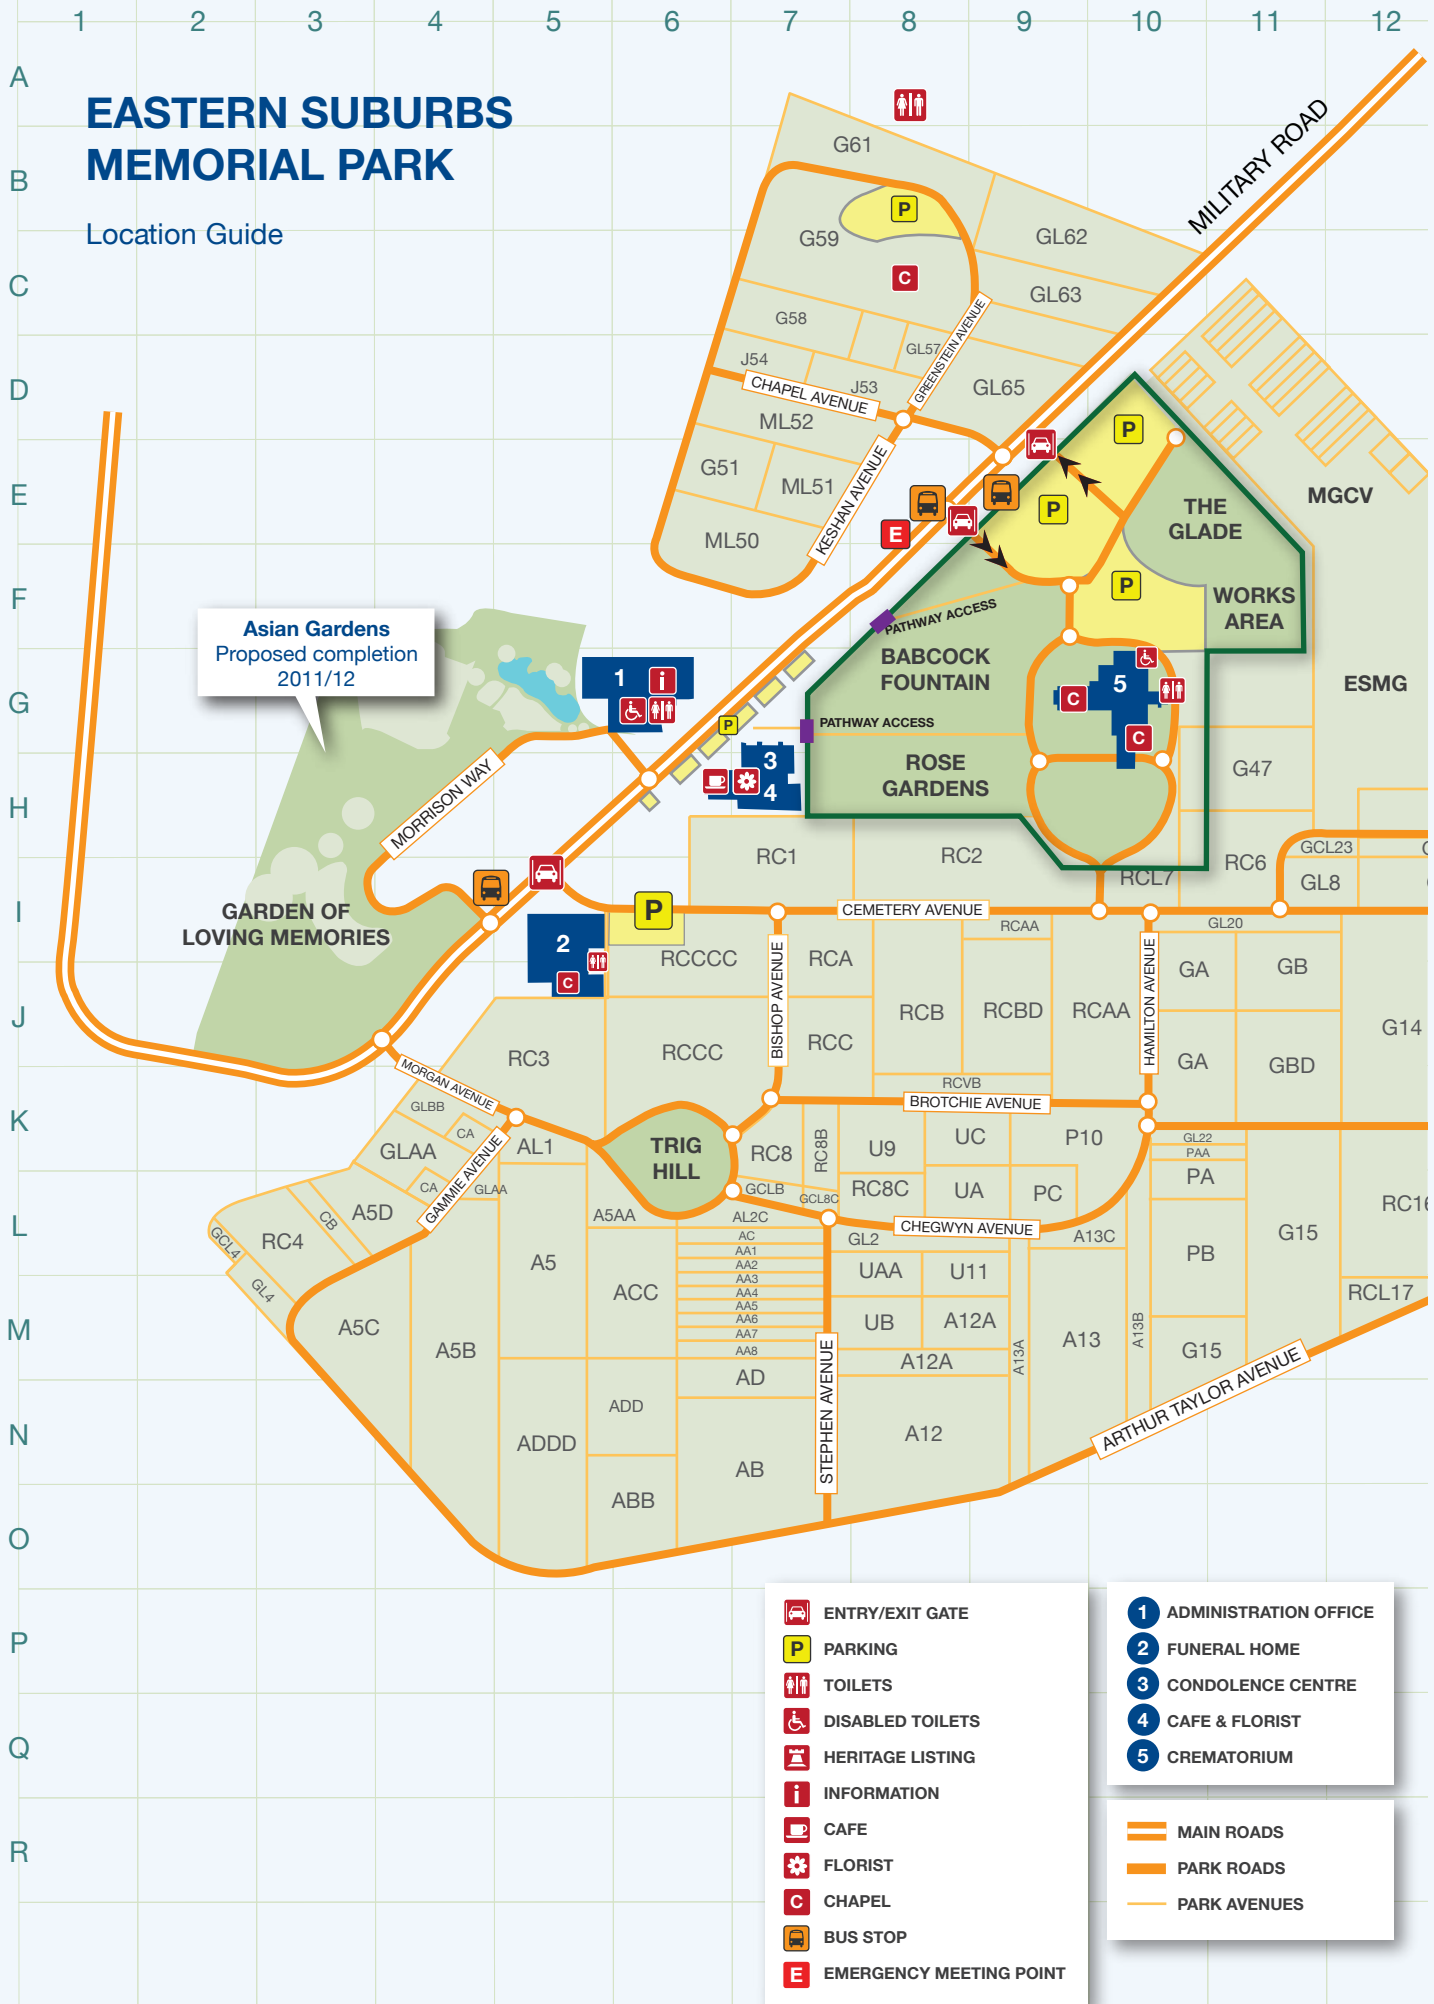 1 2 3 4 5 6 7 8 9 10 11 12
A
B
C
D
E
F
G
H
I
J
K
L
M
N
O
P
Q
R
EASTERN SUBURBS
MEMORIAL PARK
Location Guide
MILITARY ROAD
G61
P
G59
GL62
C
GL63
G58
GL57
GREENSTEIN AVENUE
J54
J53
CHAPEL AVENUE
GL65
ML52
G51
ML51
KESHAN AVENUE
ML50
E
P
P
P
THE
GLADE
MGCV
WORKS
AREA
PATHWAY ACCESS
BABCOCK
FOUNTAIN
PATHWAY ACCESS
ROSE
GARDENS
5
C
C
ESMG
G47
Asian Gardens
Proposed completion
2011/12
1
i
P
3
4
MORRISON WAY
GARDEN OF
LOVING MEMORIES
RC1
RC2
RCL7
RC6
GCL23
GL8
P
CEMETERY AVENUE
2
C
RCCCC
RCA
RCAA
GL20
BISHOP AVENUE
HAMILTON AVENUE
GA
GB
RCB
RCBD
RCAA
G14
RC3
RCCC
RCC
GA
GBD
RCVB
MORGAN AVENUE
BROTCHIE AVENUE
GLBB
CA
GLAA
AL1
TRIG
HILL
RC8
RC8B
U9
UC
P10
GL22
PAA
PA
CA
GLAA
GAMMIE AVENUE
GCLB
GCL8C
RC8C
UA
PC
RC16
A5D
CB
RC4
GCL4
GL4
A5AA
AL2C
CHEGWYN AVENUE
GL2
A13C
G15
PB
AC
AA1
AA2
AA3
AA4
AA5
AA6
AA7
AA8
A5
ACC
UAA
U11
RCL17
A5C
A5B
UB
A12A
A12A
A13A
A13
A13B
G15
AD
STEPHEN AVENUE
ARTHUR TAYLOR AVENUE
ADD
ADDD
A12
AB
ABB
ENTRY/EXIT GATE
P PARKING
TOILETS
DISABLED TOILETS
HERITAGE LISTING
i INFORMATION
CAFE
FLORIST
C CHAPEL
BUS STOP
E EMERGENCY MEETING POINT
1 ADMINISTRATION OFFICE
2 FUNERAL HOME
3 CONDOLENCE CENTRE
4 CAFE & FLORIST
5 CREMATORIUM
MAIN ROADS
PARK ROADS
PARK AVENUES